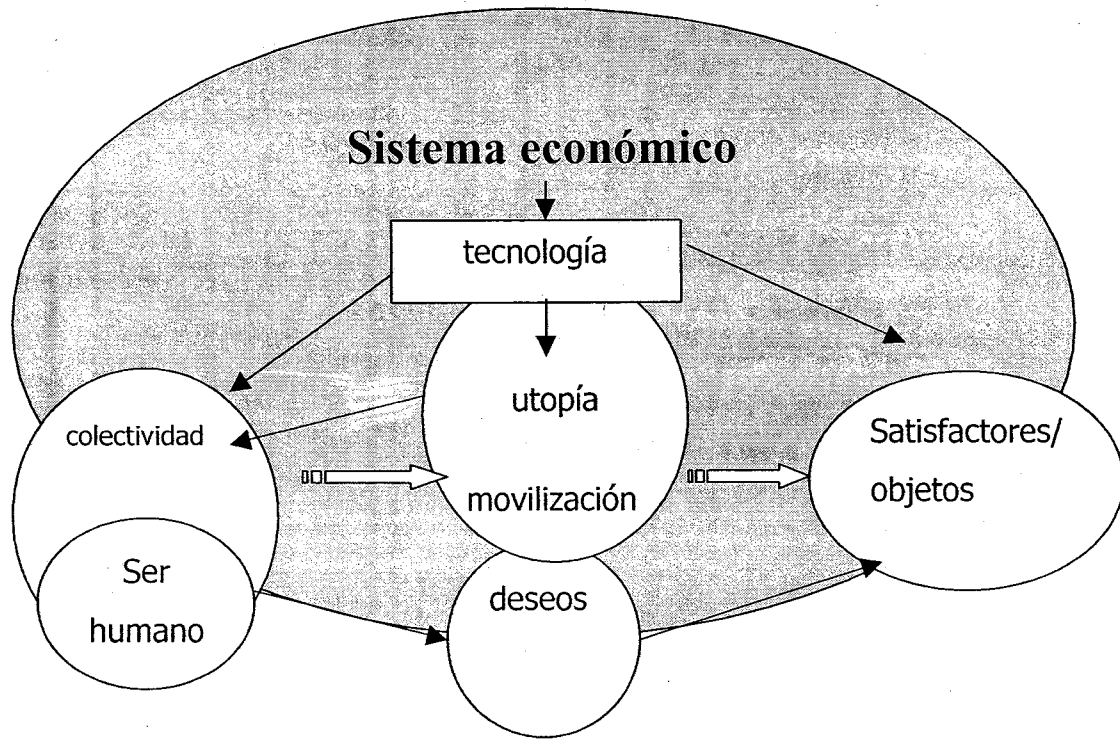 Sistema económico
tecnología
colectividad
utopía
movilización
Satisfactores/
objetos
Ser
humano
deseos